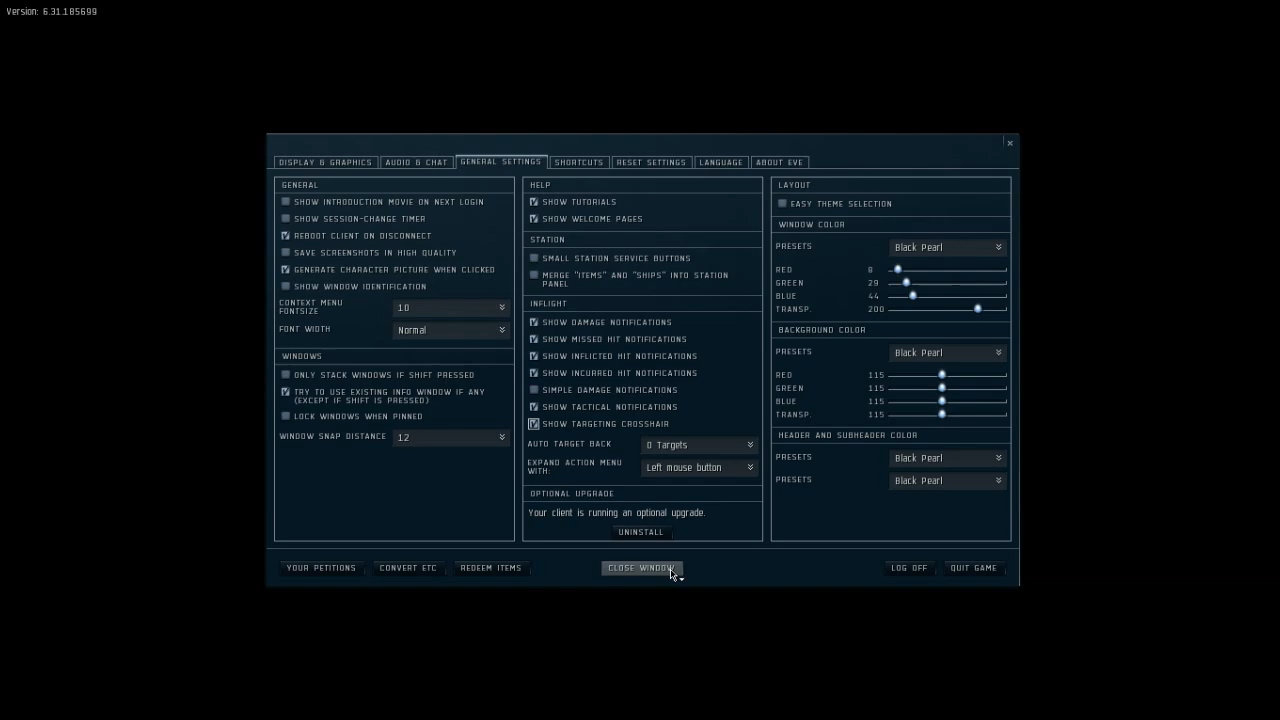 Version: 6.31.185699
DISPLAY & GRAPHICS
AUDIO & CHAT
GENERAL SETTINGS
SHORTCUTS
RESET SETTINGS
LANGUAGE
ABOUT EVE
GENERAL
SHOW INTRODUCTION MOVIE ON NEXT LOGIN
SHOW SESSION-CHANGE TIMER
REBOOT CLIENT ON DISCONNECT
SAVE SCREENSHOTS IN HIGH QUALITY
GENERATE CHARACTER PICTURE WHEN CLICKED
SHOW WINDOW IDENTIFICATION
CONTEXT MENU
FONTSIZE
10
FONT WIDTH
Normal
WINDOWS
ONLY STACK WINDOWS IF SHIFT PRESSED
TRY TO USE EXISTING INFO WINDOW IF ANY
(EXCEPT IF SHIFT IS PRESSED)
LOCK WINDOWS WHEN PINNED
WINDOW SNAP DISTANCE
12
HELP
SHOW TUTORIALS
SHOW WELCOME PAGES
STATION
SMALL STATION SERVICE BUTTONS
MERGE "ITEMS" AND "SHIPS" INTO STATION
PANEL
INFLIGHT
SHOW DAMAGE NOTIFICATIONS
SHOW MISSED HIT NOTIFICATIONS
SHOW INFLICTED HIT NOTIFICATIONS
SHOW INCURRED HIT NOTIFICATIONS
SIMPLE DAMAGE NOTIFICATIONS
SHOW TACTICAL NOTIFICATIONS
SHOW TARGETING CROSSHAIR
AUTO TARGET BACK
0 Targets
EXPAND ACTION MENU
WITH:
Left mouse button
OPTIONAL UPGRADE
Your client is running an optional upgrade.
UNINSTALL
LAYOUT
EASY THEME SELECTION
WINDOW COLOR
PRESETS
Black Pearl
RED 8
GREEN 29
BLUE 44
TRANSP. 200
BACKGROUND COLOR
PRESETS
Black Pearl
RED 115
GREEN 115
BLUE 115
TRANSP. 115
HEADER AND SUBHEADER COLOR
PRESETS
Black Pearl
PRESETS
Black Pearl
YOUR PETITIONS
CONVERT ETC
REDEEM ITEMS
CLOSE WINDOW
LOG OFF
QUIT GAME